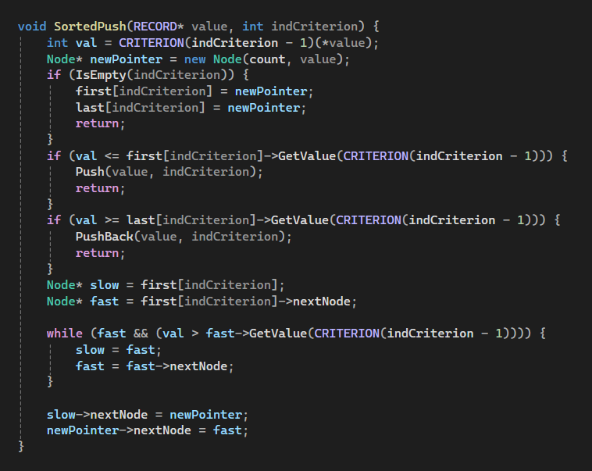 void SortedPush(RECORD* value, int indCriterion) {
    int val = CRITERION(indCriterion - 1)(*value);
    Node* newPointer = new Node(count, value);
    if (IsEmpty(indCriterion)) {
        first[indCriterion] = newPointer;
        last[indCriterion] = newPointer;
        return;
    }
    if (val <= first[indCriterion]->GetValue(CRITERION(indCriterion - 1))) {
        Push(value, indCriterion);
        return;
    }
    if (val >= last[indCriterion]->GetValue(CRITERION(indCriterion - 1))) {
        PushBack(value, indCriterion);
        return;
    }
    Node* slow = first[indCriterion];
    Node* fast = first[indCriterion]->nextNode;
    while (fast && (val > fast->GetValue(CRITERION(indCriterion - 1)))) {
        slow = fast;
        fast = fast->nextNode;
    }
    slow->nextNode = newPointer;
    newPointer->nextNode = fast;
}